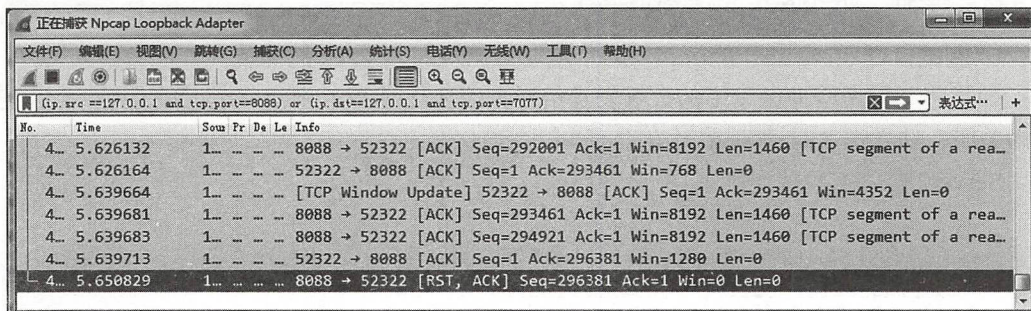 正在捕获 Npcap Loopback Adapter
文件(F) 编辑(E) 视图(V) 跳转(G) 捕获(C) 分析(A) 统计(S) 电话(Y) 无线(W) 工具(T) 帮助(H)
(ip.src ==127.0.0.1 and tcp.port==8088) or (ip.dst==127.0.0.1 and tcp.port==7077) 表达式… +
No. Time Sour Pr De Le Info
4… 5.626132 1… … … … 8088 → 52322 [ACK] Seq=292001 Ack=1 Win=8192 Len=1460 [TCP segment of a rea…
4… 5.626164 1… … … … 52322 → 8088 [ACK] Seq=1 Ack=293461 Win=768 Len=0
4… 5.639664 1… … … … [TCP Window Update] 52322 → 8088 [ACK] Seq=1 Ack=293461 Win=4352 Len=0
4… 5.639681 1… … … … 8088 → 52322 [ACK] Seq=293461 Ack=1 Win=8192 Len=1460 [TCP segment of a rea…
4… 5.639683 1… … … … 8088 → 52322 [ACK] Seq=294921 Ack=1 Win=8192 Len=1460 [TCP segment of a rea…
4… 5.639713 1… … … … 52322 → 8088 [ACK] Seq=1 Ack=296381 Win=1280 Len=0
4… 5.650829 1… … … … 8088 → 52322 [RST, ACK] Seq=296381 Ack=1 Win=0 Len=0